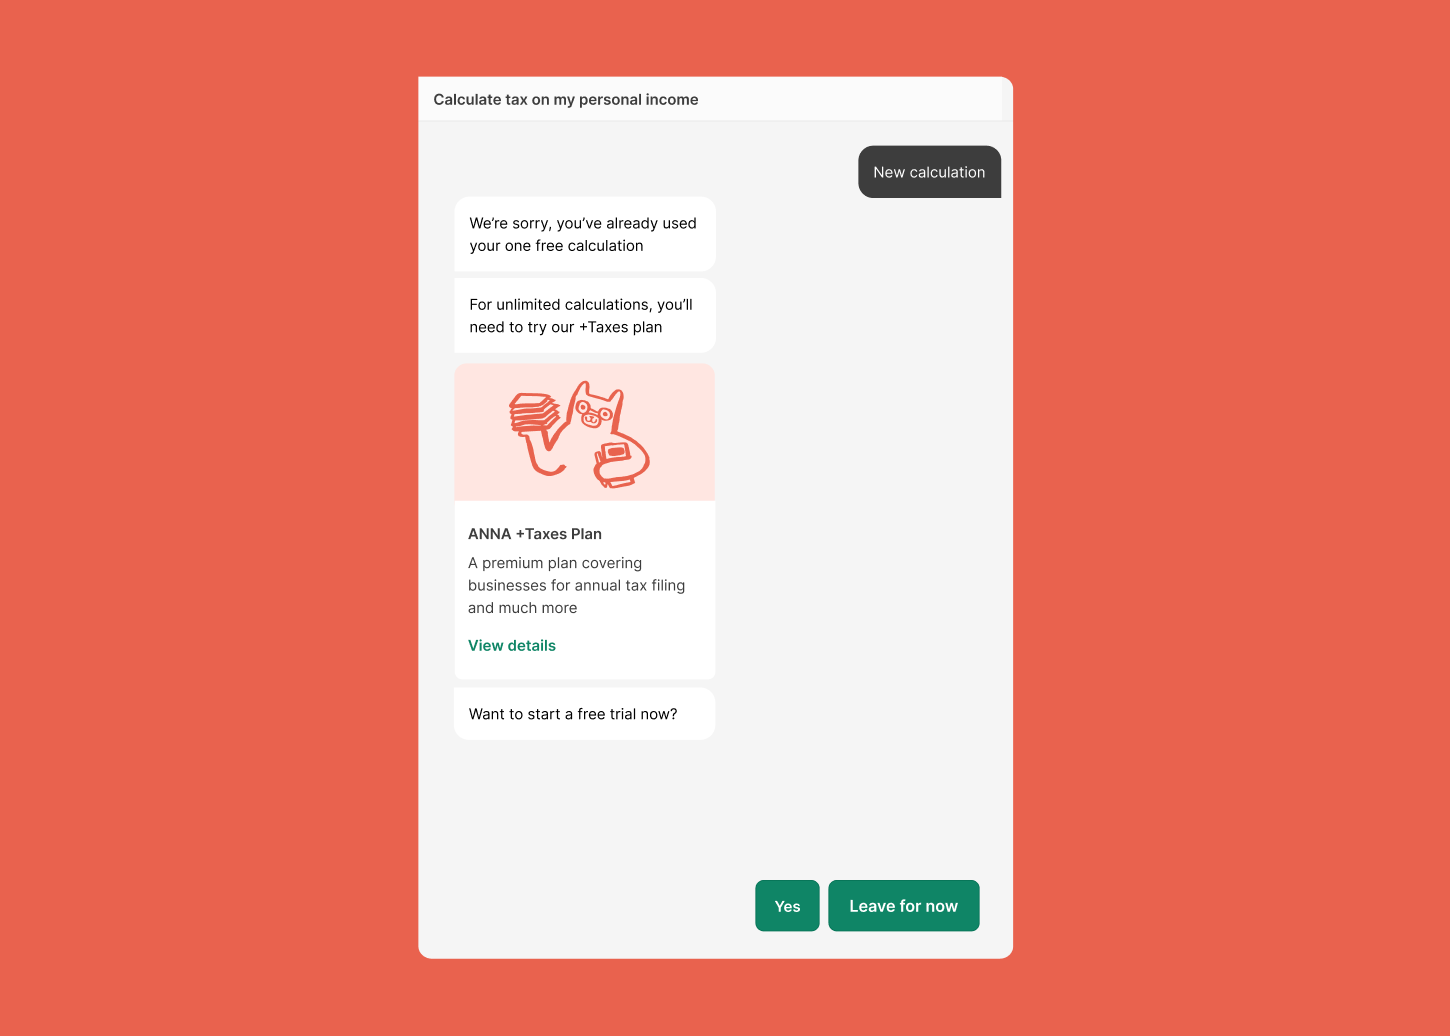 Calculate tax on my personal income
New calculation
We’re sorry, you’ve already used
your one free calculation
For unlimited calculations, you’ll
need to try our +Taxes plan
ANNA +Taxes Plan
A premium plan covering
businesses for annual tax filing
and much more
View details
Want to start a free trial now?
Yes
Leave for now